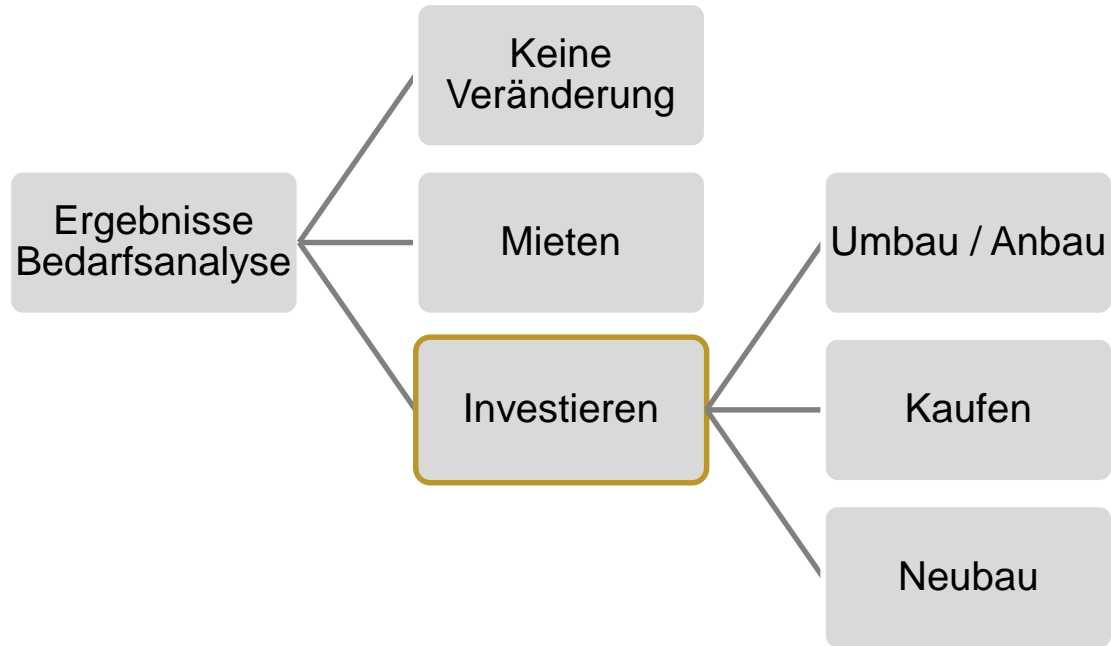 Keine
Veränderung
Ergebnisse
Bedarfsanalyse
Mieten
Umbau / Anbau
Investieren
Kaufen
Neubau